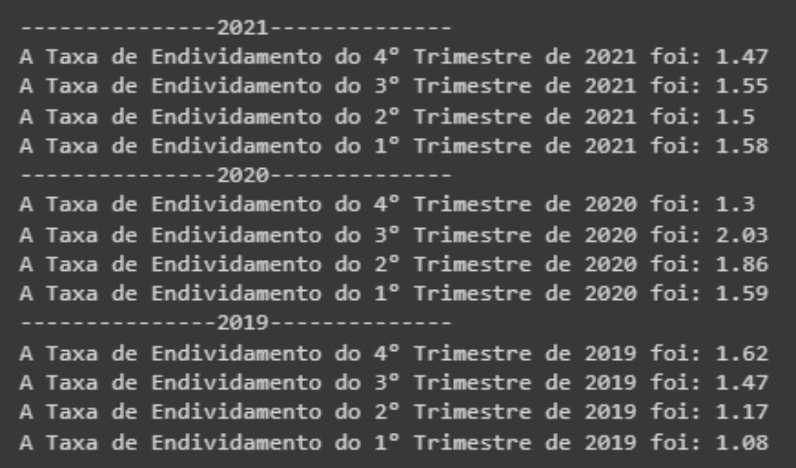 ---------------2021--------------
A Taxa de Endividamento do 4º Trimestre de 2021 foi: 1.47
A Taxa de Endividamento do 3º Trimestre de 2021 foi: 1.55
A Taxa de Endividamento do 2º Trimestre de 2021 foi: 1.5
A Taxa de Endividamento do 1º Trimestre de 2021 foi: 1.58
---------------2020--------------
A Taxa de Endividamento do 4º Trimestre de 2020 foi: 1.3
A Taxa de Endividamento do 3º Trimestre de 2020 foi: 2.03
A Taxa de Endividamento do 2º Trimestre de 2020 foi: 1.86
A Taxa de Endividamento do 1º Trimestre de 2020 foi: 1.59
---------------2019--------------
A Taxa de Endividamento do 4º Trimestre de 2019 foi: 1.62
A Taxa de Endividamento do 3º Trimestre de 2019 foi: 1.47
A Taxa de Endividamento do 2º Trimestre de 2019 foi: 1.17
A Taxa de Endividamento do 1º Trimestre de 2019 foi: 1.08